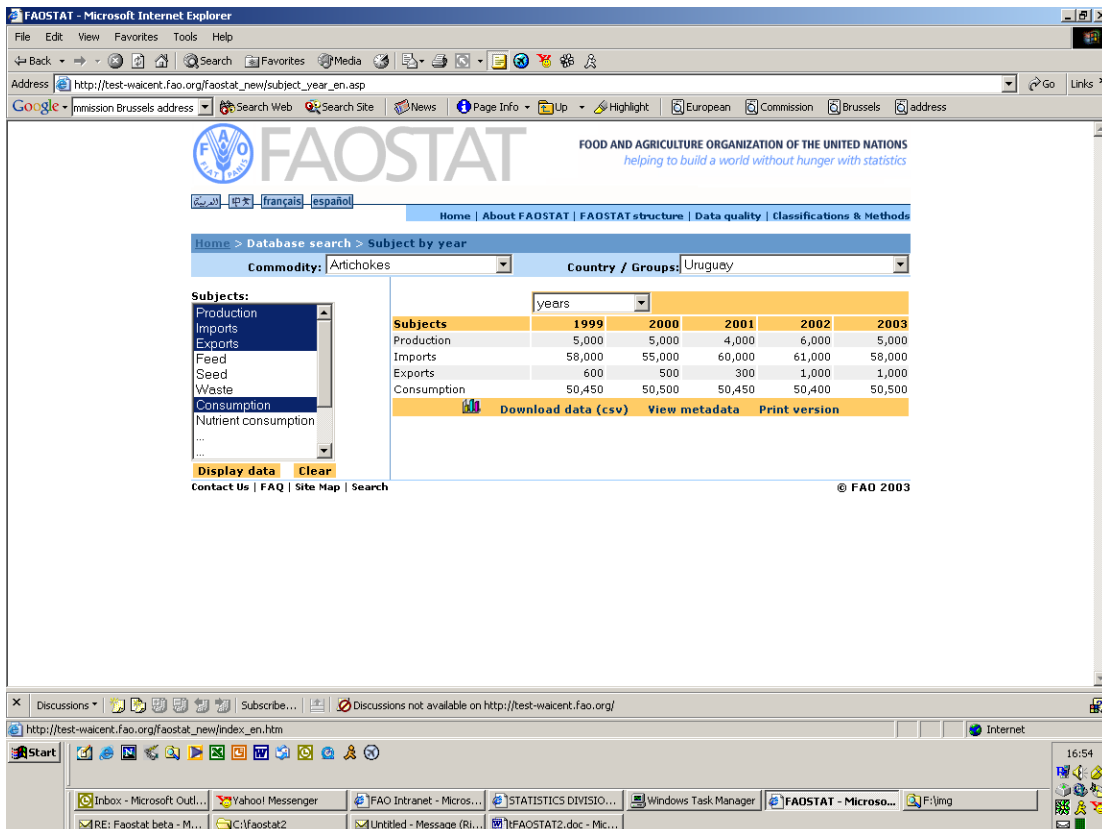 FAOSTAT - Microsoft Internet Explorer
File Edit View Favorites Tools Help
Back Search Favorites Media
Address http://test-waicent.fao.org/faostat_new/subject_year_en.asp Go Links
Google mmission Brussels address Search Web Search Site News Page Info Up Highlight European Commission Brussels address
FAO FIAT PANIS
FAOSTAT
FOOD AND AGRICULTURE ORGANIZATION OF THE UNITED NATIONS
helping to build a world without hunger with statistics
العربية 中文 français español
Home | About FAOSTAT | FAOSTAT structure | Data quality | Classifications & Methods
Home > Database search > Subject by year
Commodity: Artichokes Country / Groups: Uruguay
Subjects:
Production
Imports
Exports
Feed
Seed
Waste
Consumption
Nutrient consumption
...
...
Display data Clear
years
Subjects 1999 2000 2001 2002 2003
Production 5,000 5,000 4,000 6,000 5,000
Imports 58,000 55,000 60,000 61,000 58,000
Exports 600 500 300 1,000 1,000
Consumption 50,450 50,500 50,450 50,400 50,500
Download data (csv) View metadata Print version
Contact Us | FAQ | Site Map | Search © FAO 2003
Discussions Subscribe... Discussions not available on http://test-waicent.fao.org/
http://test-waicent.fao.org/faostat_new/index_en.htm Internet
Start 16:54
Inbox - Microsoft Outl... Yahoo! Messenger FAO Intranet - Micros... STATISTICS DIVISIO... Windows Task Manager FAOSTAT - Microso... F:\img
RE: Faostat beta - M... C:\faostat2 Untitled - Message (Ri... tFAOSTAT2.doc - Mic...